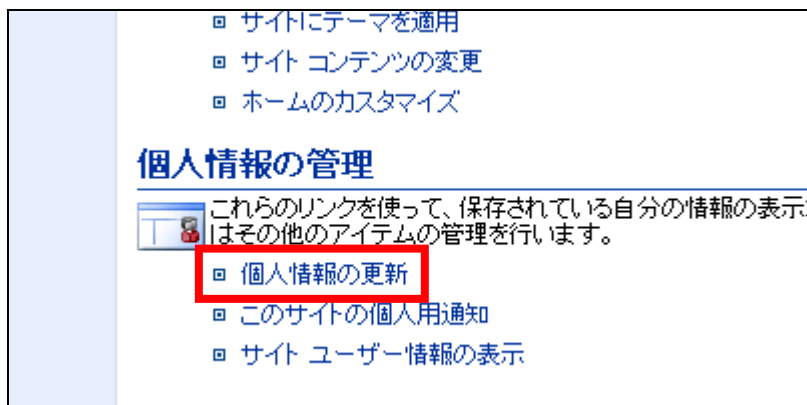 サイトにテーマを適用
サイト コンテンツの変更
ホームのカスタマイズ
個人情報の管理
これらのリンクを使って、保存されている自分の情報の表示
はその他のアイテムの管理を行います。
個人情報の更新
このサイトの個人用通知
サイト ユーザー情報の表示